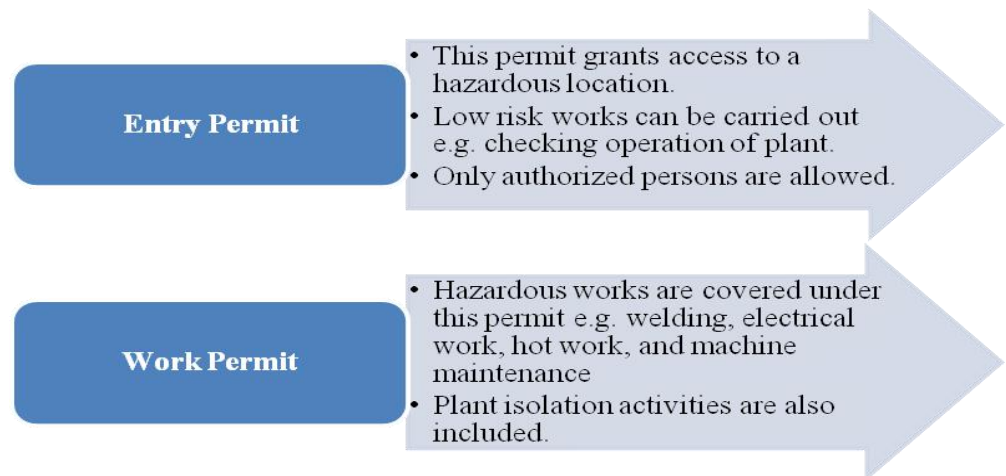 Entry Permit
• This permit grants access to a
hazardous location.
• Low risk works can be carried out
e.g. checking operation of plant.
• Only authorized persons are allowed.
Work Permit
• Hazardous works are covered under
this permit e.g. welding, electrical
work, hot work, and machine
maintenance
• Plant isolation activities are also
included.